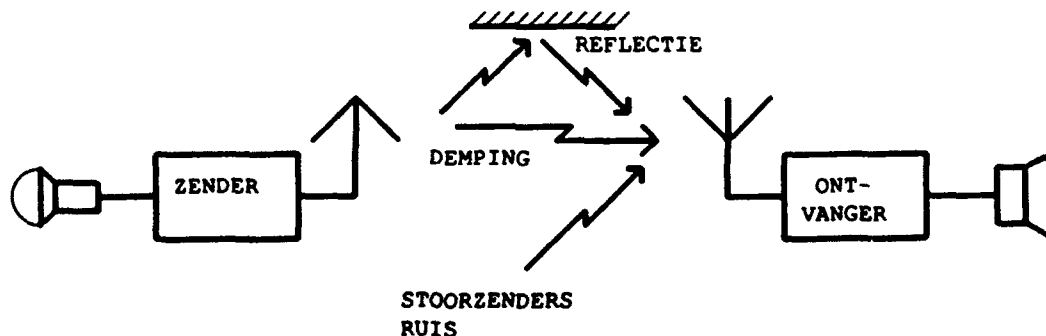 REFLECTIE
ZENDER
DEMPING
ONT-
VANGER
STOORZENDERS
RUIS